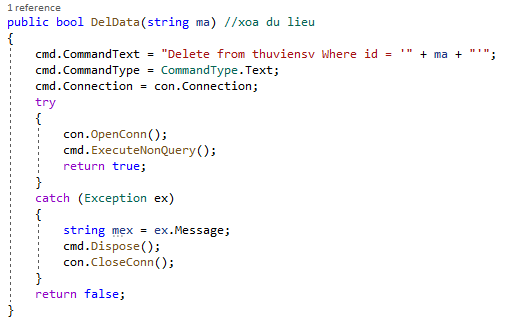 1 reference
public bool DelData(string ma) //xoa du lieu
{
cmd.CommandText = "Delete from thuviensv Where id = '" + ma + "'";
cmd.CommandType = CommandType.Text;
cmd.Connection = con.Connection;
try
{
con.OpenConn();
cmd.ExecuteNonQuery();
return true;
}
catch (Exception ex)
{
string mex = ex.Message;
cmd.Dispose();
con.CloseConn();
}
return false;
}